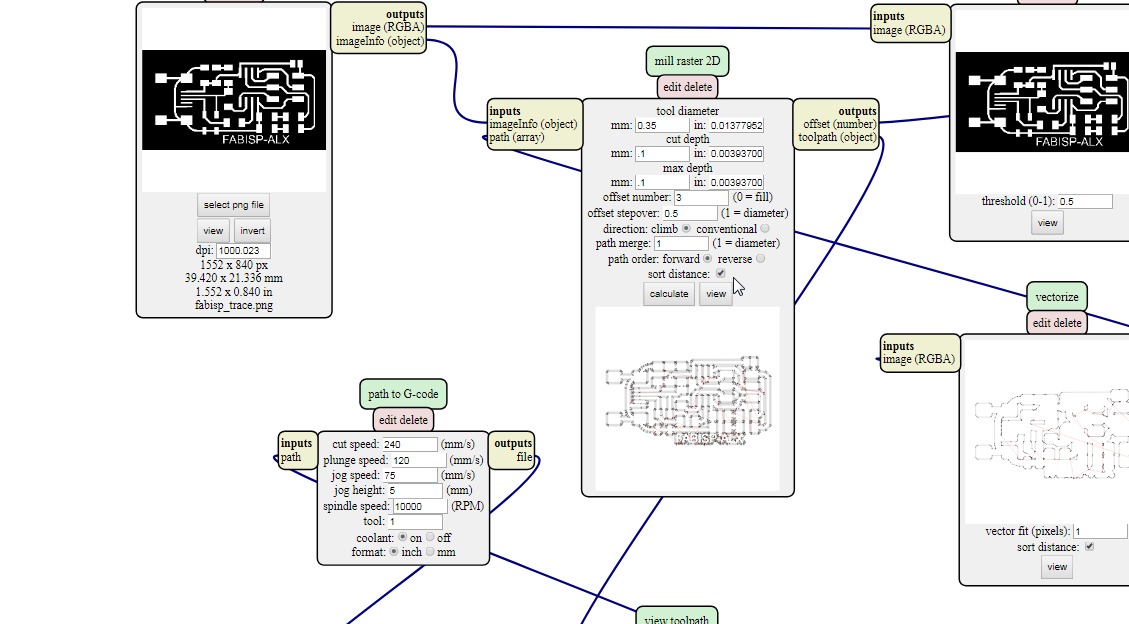 outputs
image (RGBA)
imageInfo (object)
FABISP-ALX
select png file
view
invert
dpi: 1000.023
1552 x 840 px
39.420 x 21.336 mm
1.552 x 0.840 in
fabisp_trace.png
mill raster 2D
edit delete
inputs
imageInfo (object)
path (array)
tool diameter
mm: 0.35 in: 0.01377952
cut depth
mm: .1 in: 0.00393700
max depth
mm: .1 in: 0.00393700
offset number: 3 (0 = fill)
offset stepover: 0.5 (1 = diameter)
direction: climb conventional
path merge: 1 (1 = diameter)
path order: forward reverse
sort distance:
calculate
view
FABISP-ALX
outputs
offset (number)
toolpath (object)
inputs
image (RGBA)
FABISP-ALX
threshold (0-1): 0.5
view
vectorize
edit delete
inputs
image (RGBA)
vector fit (pixels): 1
sort distance:
view
path to G-code
edit delete
inputs
path
cut speed: 240 (mm/s)
plunge speed: 120 (mm/s)
jog speed: 75 (mm/s)
jog height: 5 (mm)
spindle speed: 10000 (RPM)
tool: 1
coolant: on off
format: inch mm
outputs
file
view toolpath